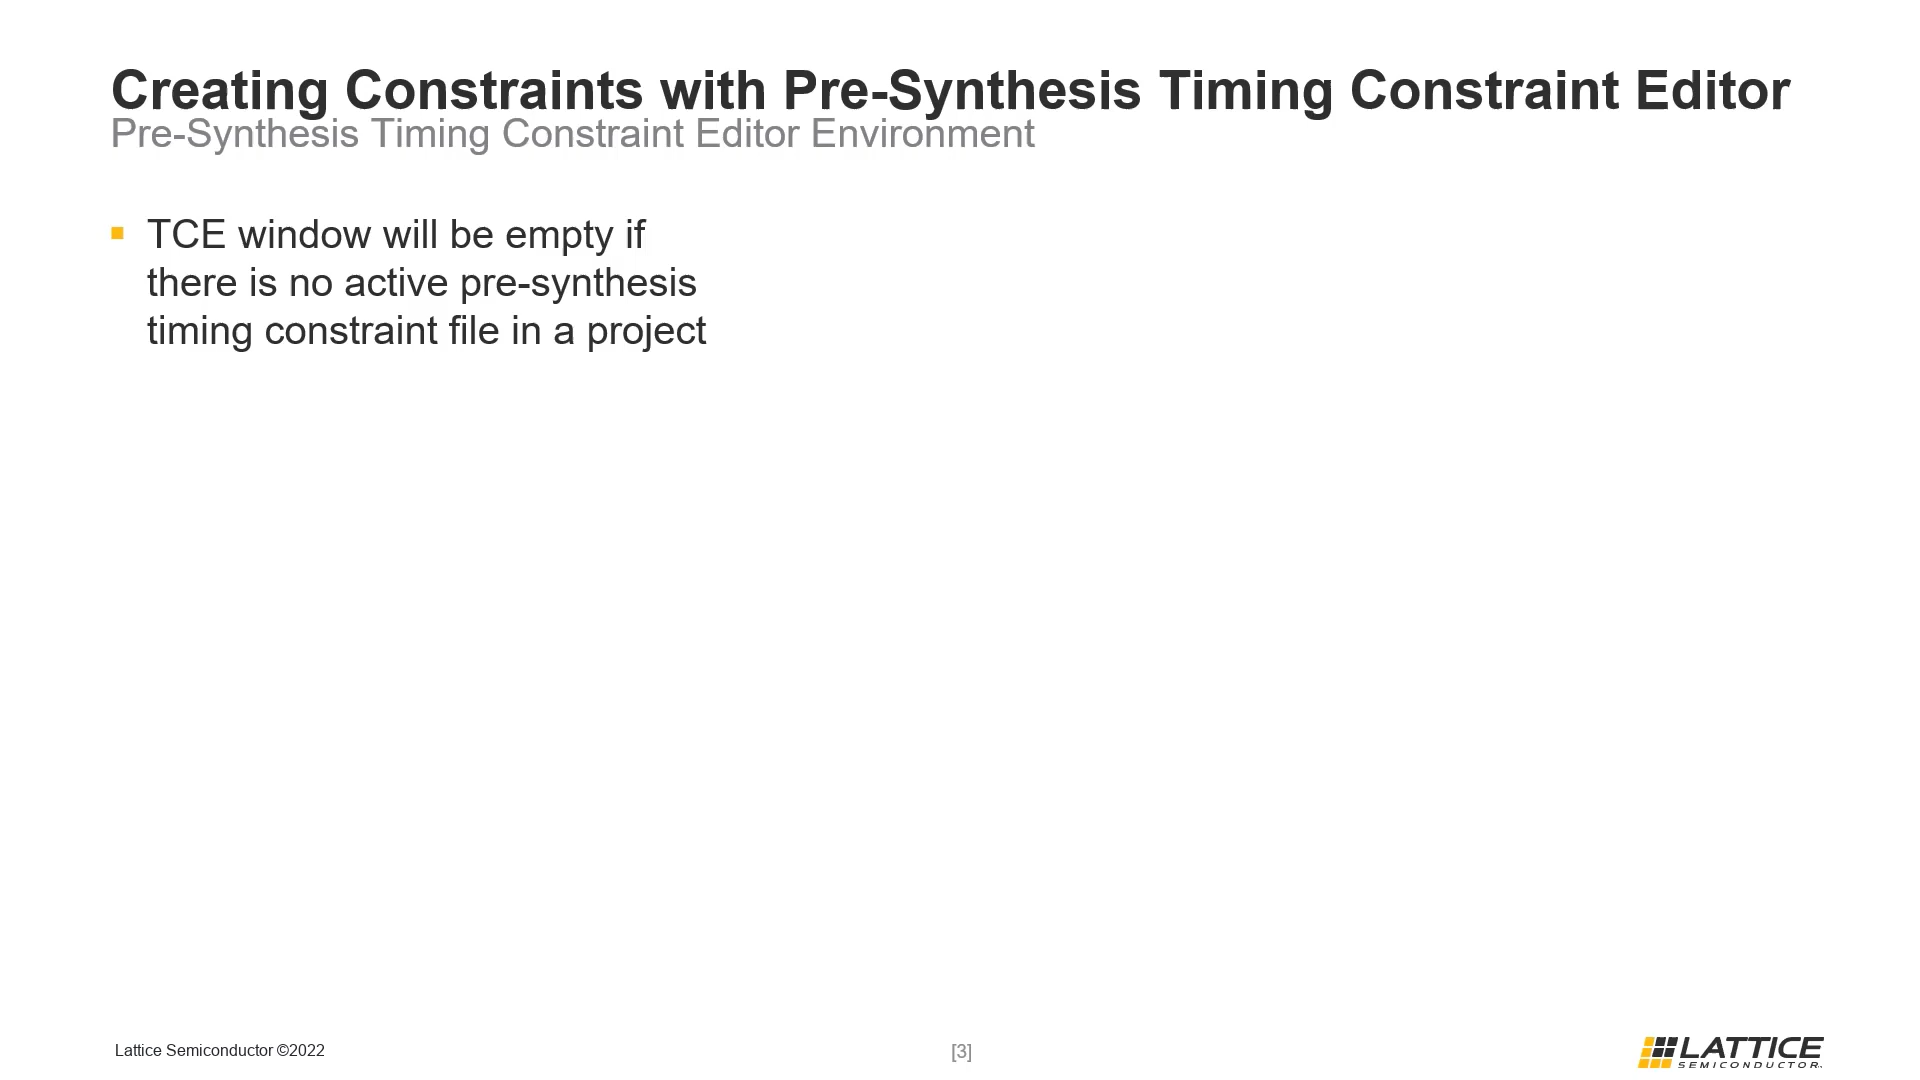 Creating Constraints with Pre-Synthesis Timing Constraint Editor
Pre-Synthesis Timing Constraint Editor Environment
TCE window will be empty if
there is no active pre-synthesis
timing constraint file in a project
Lattice Semiconductor ©2022
[3]
LATTICE
SEMICONDUCTOR